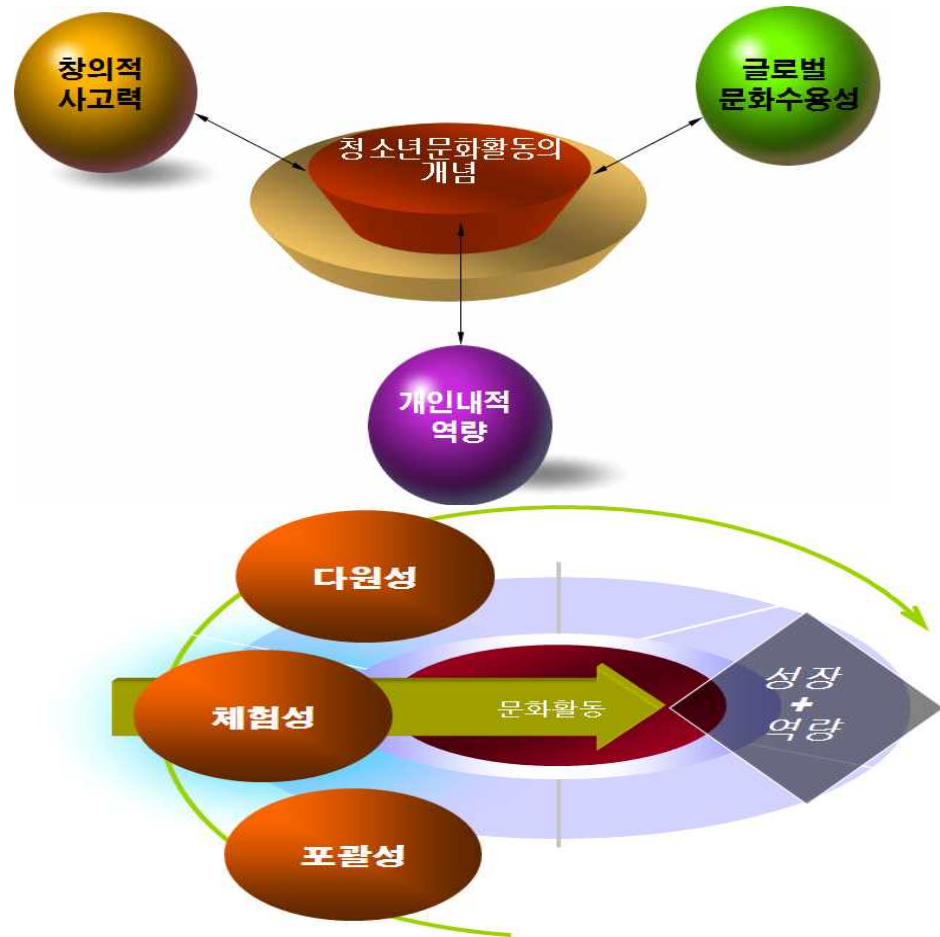 창의적
사고력
글로벌
문화수용성
청소년문화활동의
개념
개인내적
역량
다원성
체험성
문화활동
성장
+
역량
포괄성